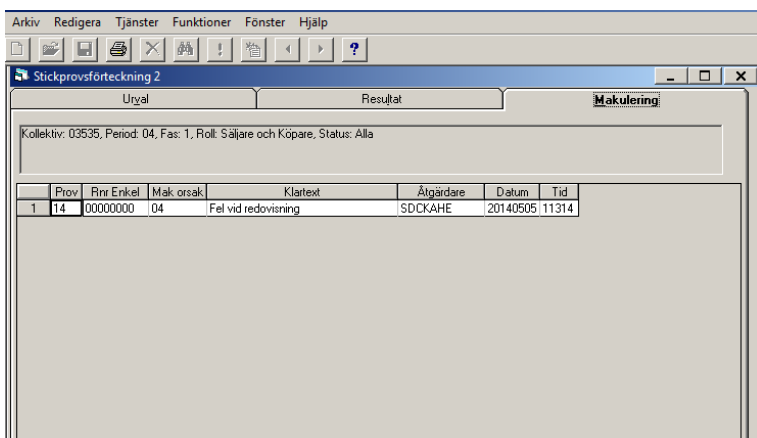 Arkiv Redigera Tjänster Funktioner Fönster Hjälp
Stickprovsförteckning 2
Urval Resultat Makulering
Kollektiv: 03535, Period: 04, Fas: 1, Roll: Säljare och Köpare, Status: Alla
Prov Rnr Enkel Mak orsak Klartext Åtgärdare Datum Tid
1 14 00000000 04 Fel vid redovisning SDCKAHE 20140505 11314